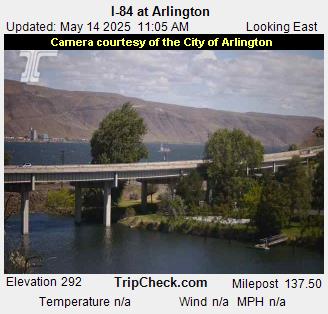 I-84 at Arlington
Updated: May 14 2025 11:05 AM Looking East
Camera courtesy of the City of Arlington
Elevation 292 TripCheck.com Milepost 137.50
Temperature n/a Wind n/a MPH n/a